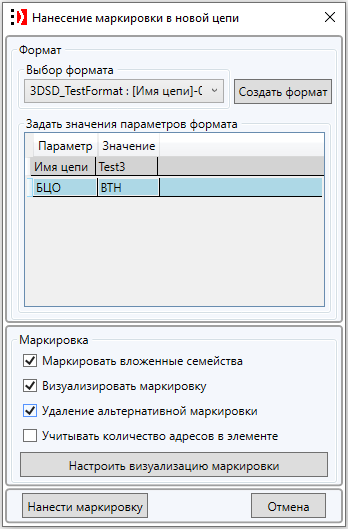 Нанесение маркировки в новой цепи
Формат
Выбор формата
3DSD_TestFormat : [Имя цепи]-
Создать формат
Задать значения параметров формата
Параметр Значение
Имя цепи Test3
БЦО ВТН
Маркировка
Маркировать вложенные семейства
Визуализировать маркировку
Удаление альтернативной маркировки
Учитывать количество адресов в элементе
Настроить визуализацию маркировки
Нанести маркировку
Отмена